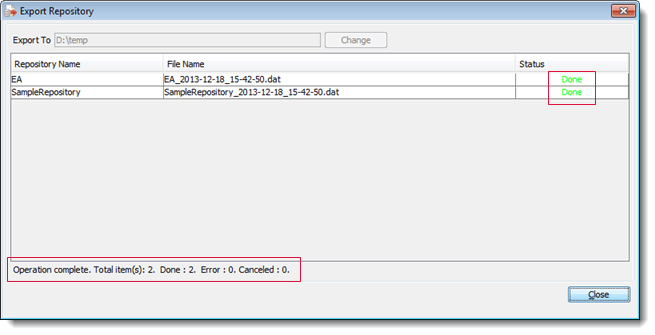 Export Repository
Export To D:\temp Change
Repository Name File Name Status
EA EA_2013-12-18_15-42-50.dat Done
SampleRepository SampleRepository_2013-12-18_15-42-50.dat Done
Operation complete. Total item(s): 2. Done : 2. Error : 0. Canceled : 0.
Close